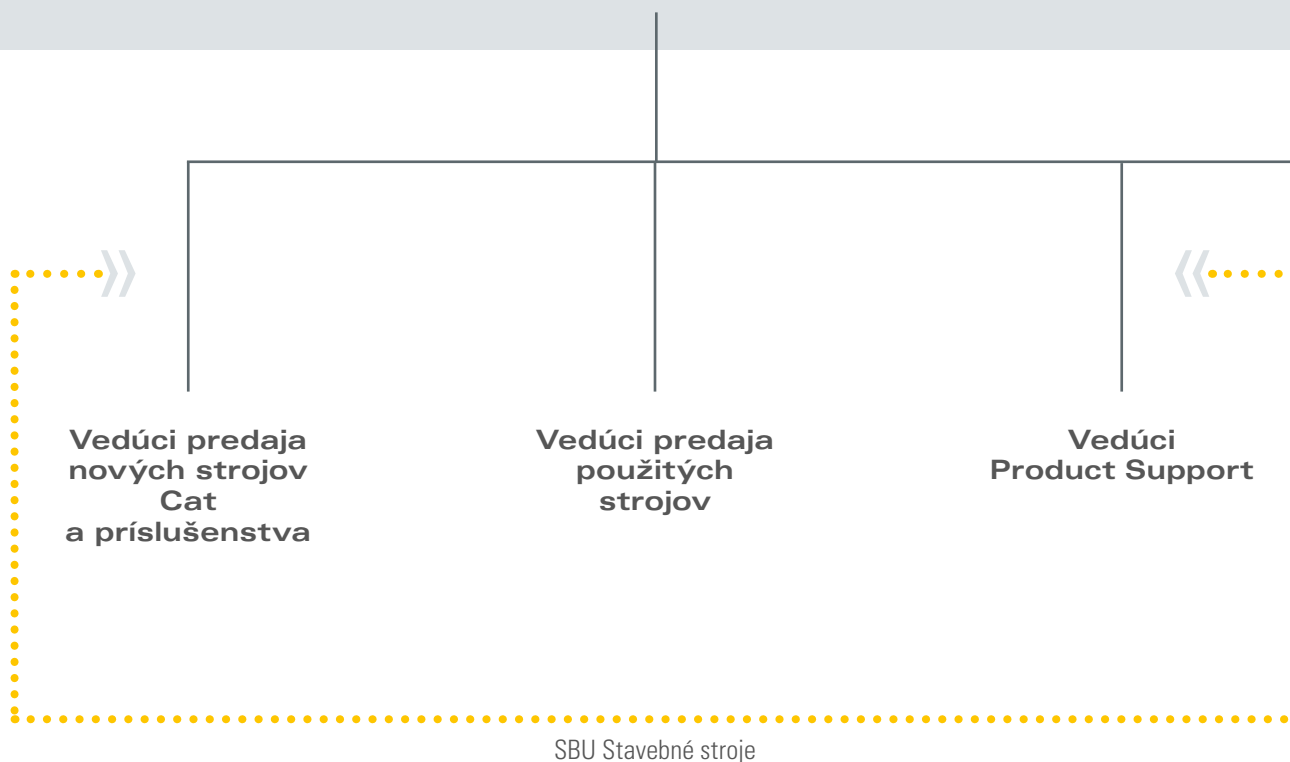 Vedúci predaja
nových strojov
Cat
a príslušenstva
Vedúci predaja
použitých
strojov
Vedúci
Product Support
SBU Stavebné stroje